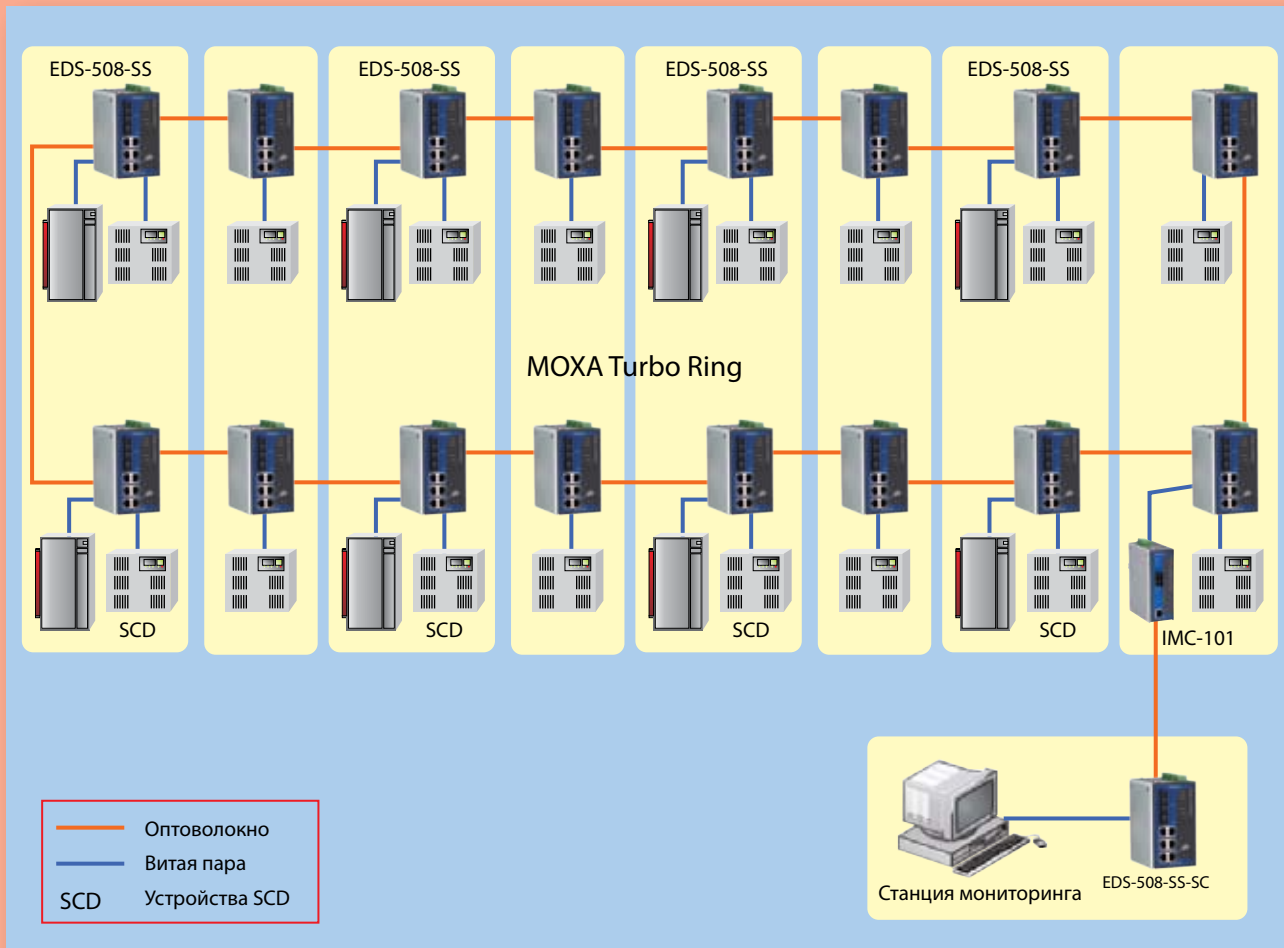 EDS-508-SS
EDS-508-SS
EDS-508-SS
EDS-508-SS
MOXA Turbo Ring
SCD
SCD
SCD
SCD
IMC-101
Оптоволокно
Витая пара
SCD Устройства SCD
Станция мониторинга
EDS-508-SS-SC